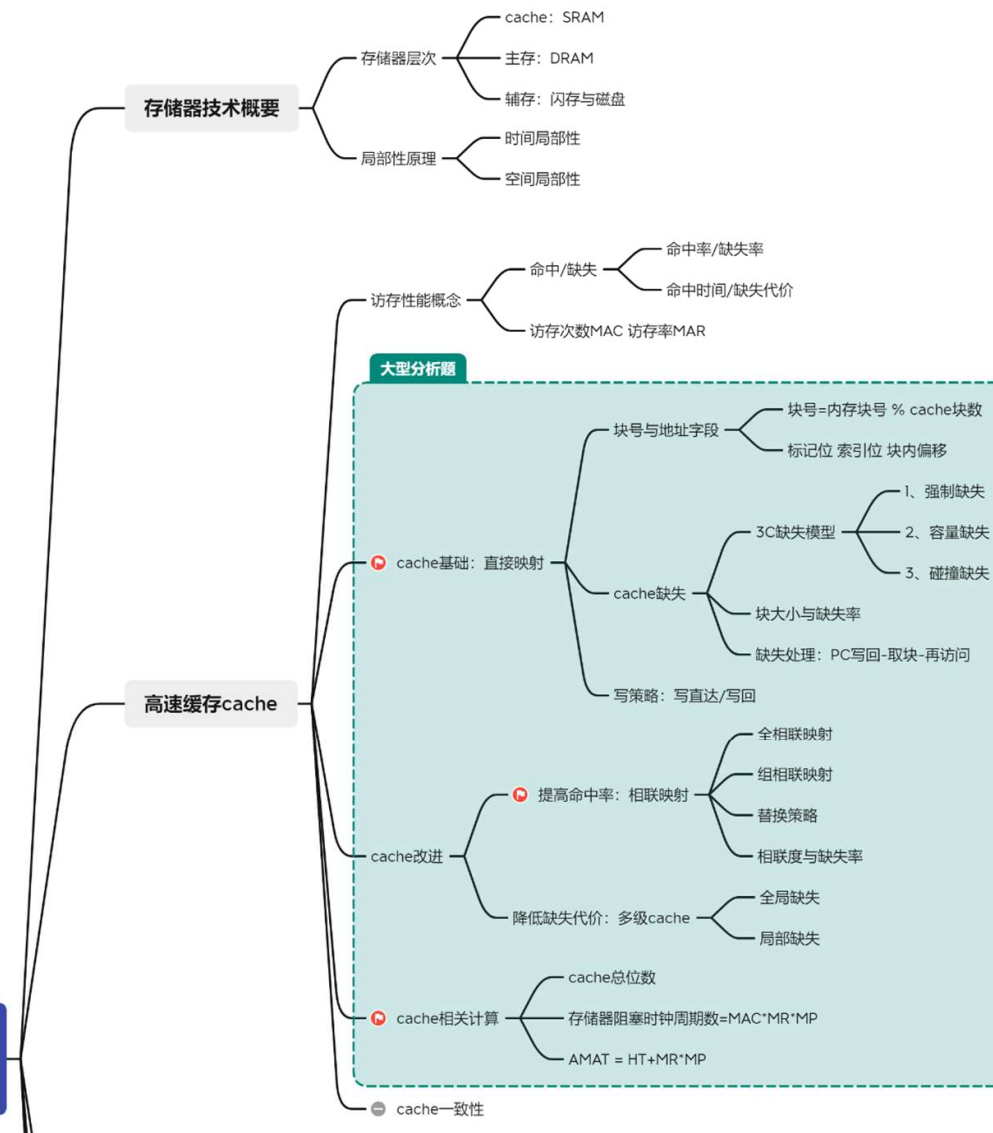 存储器技术概要
存储器层次
cache：SRAM
主存：DRAM
辅存：闪存与磁盘
局部性原理
时间局部性
空间局部性
高速缓存cache
访存性能概念
命中/缺失
命中率/缺失率
命中时间/缺失代价
访存次数MAC 访存率MAR
大型分析题
cache基础：直接映射
块号与地址字段
块号=内存块号 % cache块数
标记位 索引位 块内偏移
cache缺失
3C缺失模型
1、强制缺失
2、容量缺失
3、碰撞缺失
块大小与缺失率
缺失处理：PC写回-取块-再访问
写策略：写直达/写回
cache改进
提高命中率：相联映射
全相联映射
组相联映射
替换策略
相联度与缺失率
降低缺失代价：多级cache
全局缺失
局部缺失
cache相关计算
cache总位数
存储器阻塞时钟周期数=MAC*MR*MP
AMAT = HT+MR*MP
cache一致性